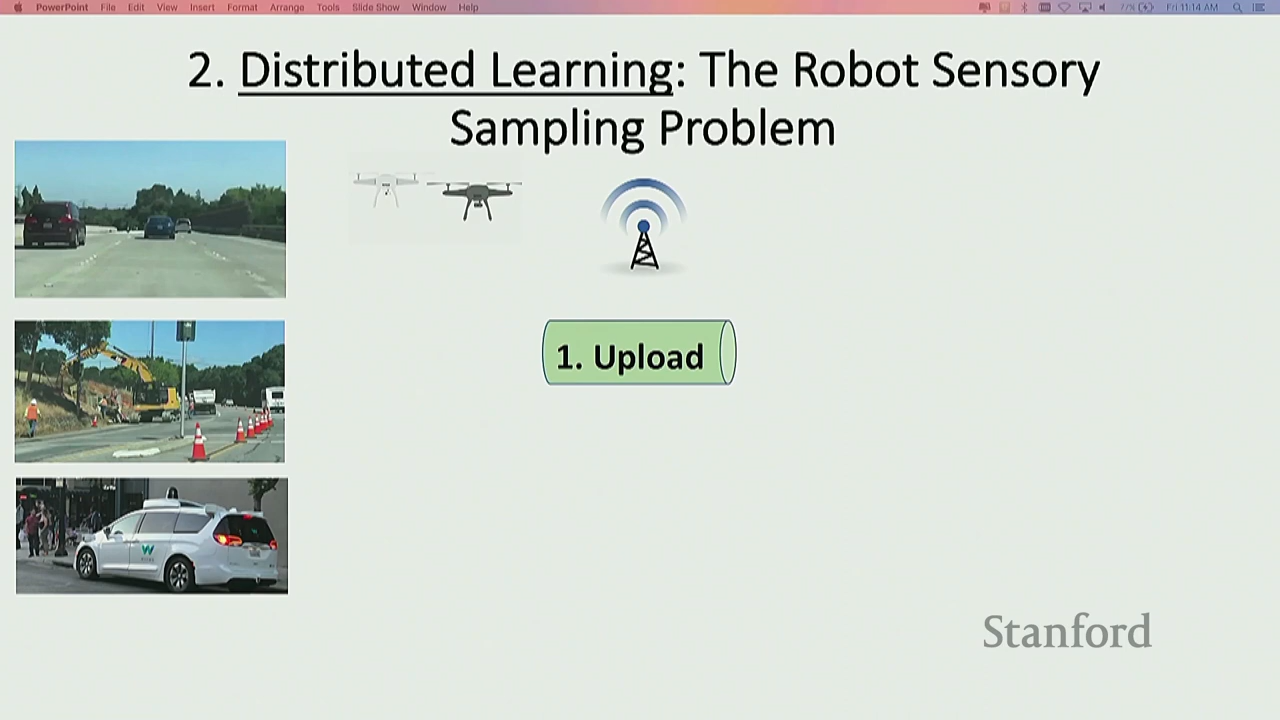 PowerPoint File Edit View Insert Format Arrange Tools Slide Show Window Help Fri 11:14 AM
2. Distributed Learning: The Robot Sensory
Sampling Problem
1. Upload
Stanford